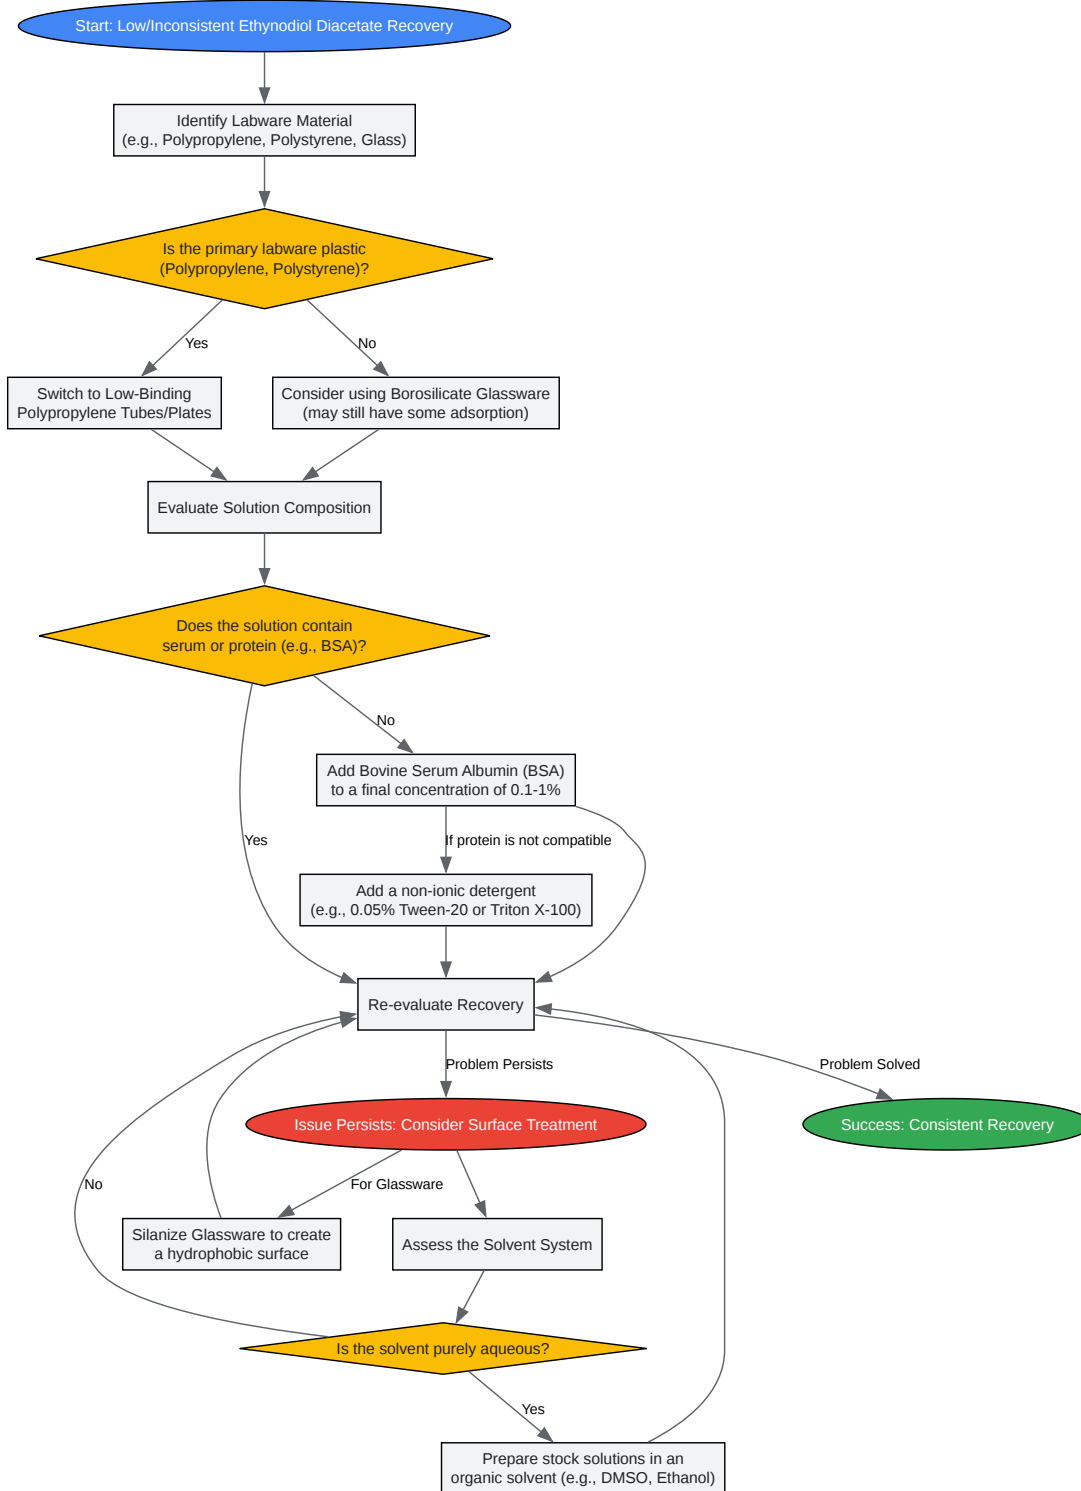 Start: Low/Inconsistent Ethynodiol Diacetate Recovery
Identify Labware Material
(e.g., Polypropylene, Polystyrene, Glass)
Is the primary labware plastic
(Polypropylene, Polystyrene)?
Yes
No
Switch to Low-Binding
Polypropylene Tubes/Plates
Consider using Borosilicate Glassware
(may still have some adsorption)
Evaluate Solution Composition
Does the solution contain
serum or protein (e.g., BSA)?
No
Add Bovine Serum Albumin (BSA)
to a final concentration of 0.1-1%
Yes
If protein is not compatible
Add a non-ionic detergent
(e.g., 0.05% Tween-20 or Triton X-100)
Re-evaluate Recovery
Problem Persists
Problem Solved
Issue Persists: Consider Surface Treatment
Success: Consistent Recovery
No
For Glassware
Silanize Glassware to create
a hydrophobic surface
Assess the Solvent System
Is the solvent purely aqueous?
Yes
Prepare stock solutions in an
organic solvent (e.g., DMSO, Ethanol)